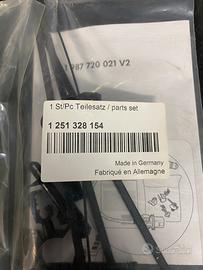 1 987 720 021 V2
1 St/Pc Teilesatz / parts set
1 251 328 154
Made in Germany
Fabriqué en Allemagne
subito